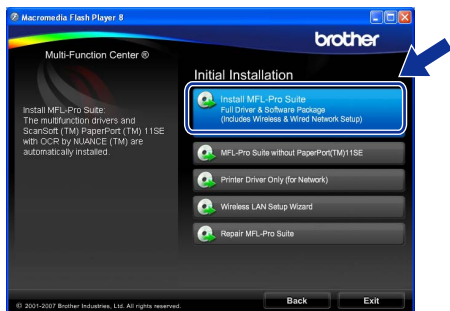 Macromedia Flash Player 8
brother
Multi-Function Center ®
Initial Installation
Install MFL-Pro Suite:
The multifunction drivers and
ScanSoft (TM) PaperPort (TM) 11SE
with OCR by NUANCE (TM) are
automatically installed.
Install MFL-Pro Suite
Full Driver & Software Package
(Includes Wireless & Wired Network Setup)
MFL-Pro Suite without PaperPort(TM)11SE
Printer Driver Only (for Network)
Wireless LAN Setup Wizard
Repair MFL-Pro Suite
© 2001-2007 Brother Industries, Ltd. All rights reserved.
Back
Exit